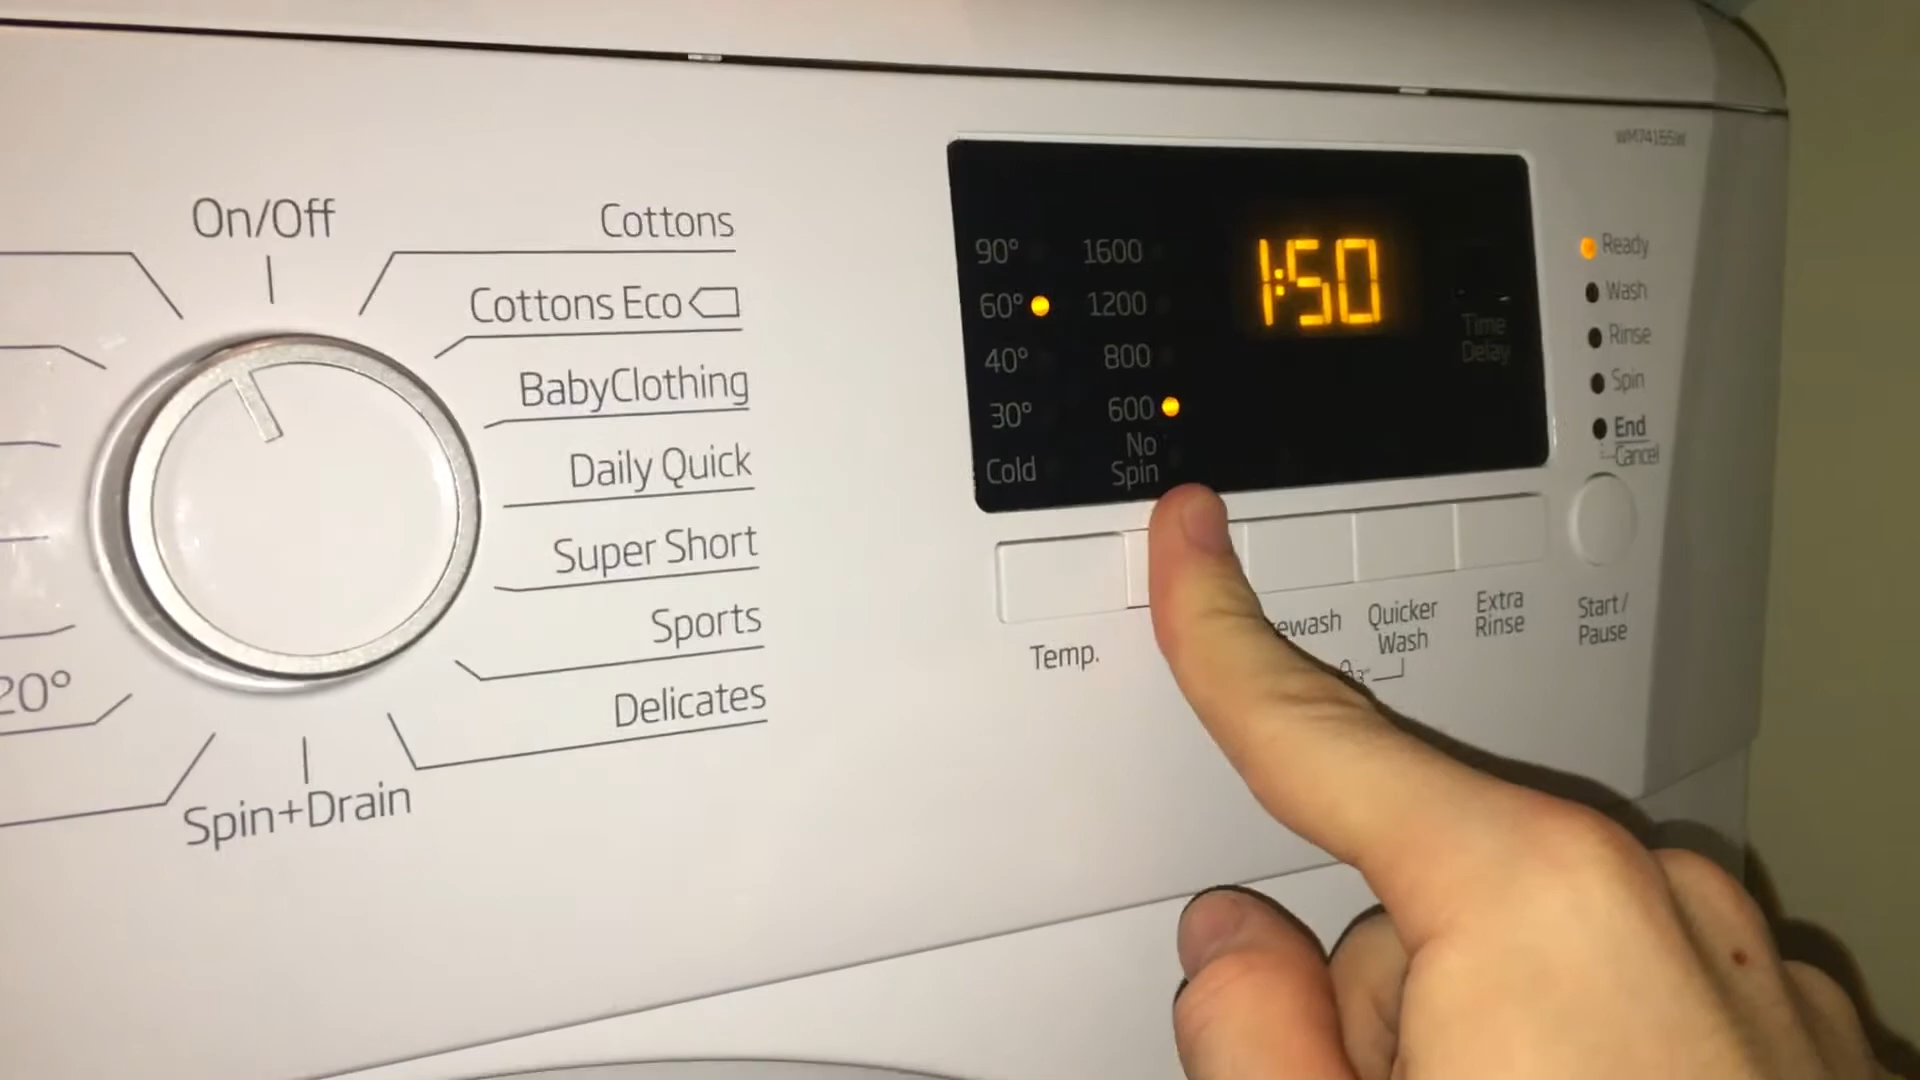 On/Off
Cottons
Cottons Eco
BabyClothing
Daily Quick
Super Short
Sports
Delicates
Spin+Drain
20°
90°
60°
40°
30°
Cold
1600
1200
800
600
No
Spin
1:50
Time
Delay
Ready
Wash
Rinse
Spin
End
Cancel
Temp.
ewash
Quicker
Wash
Extra
Rinse
Start/
Pause